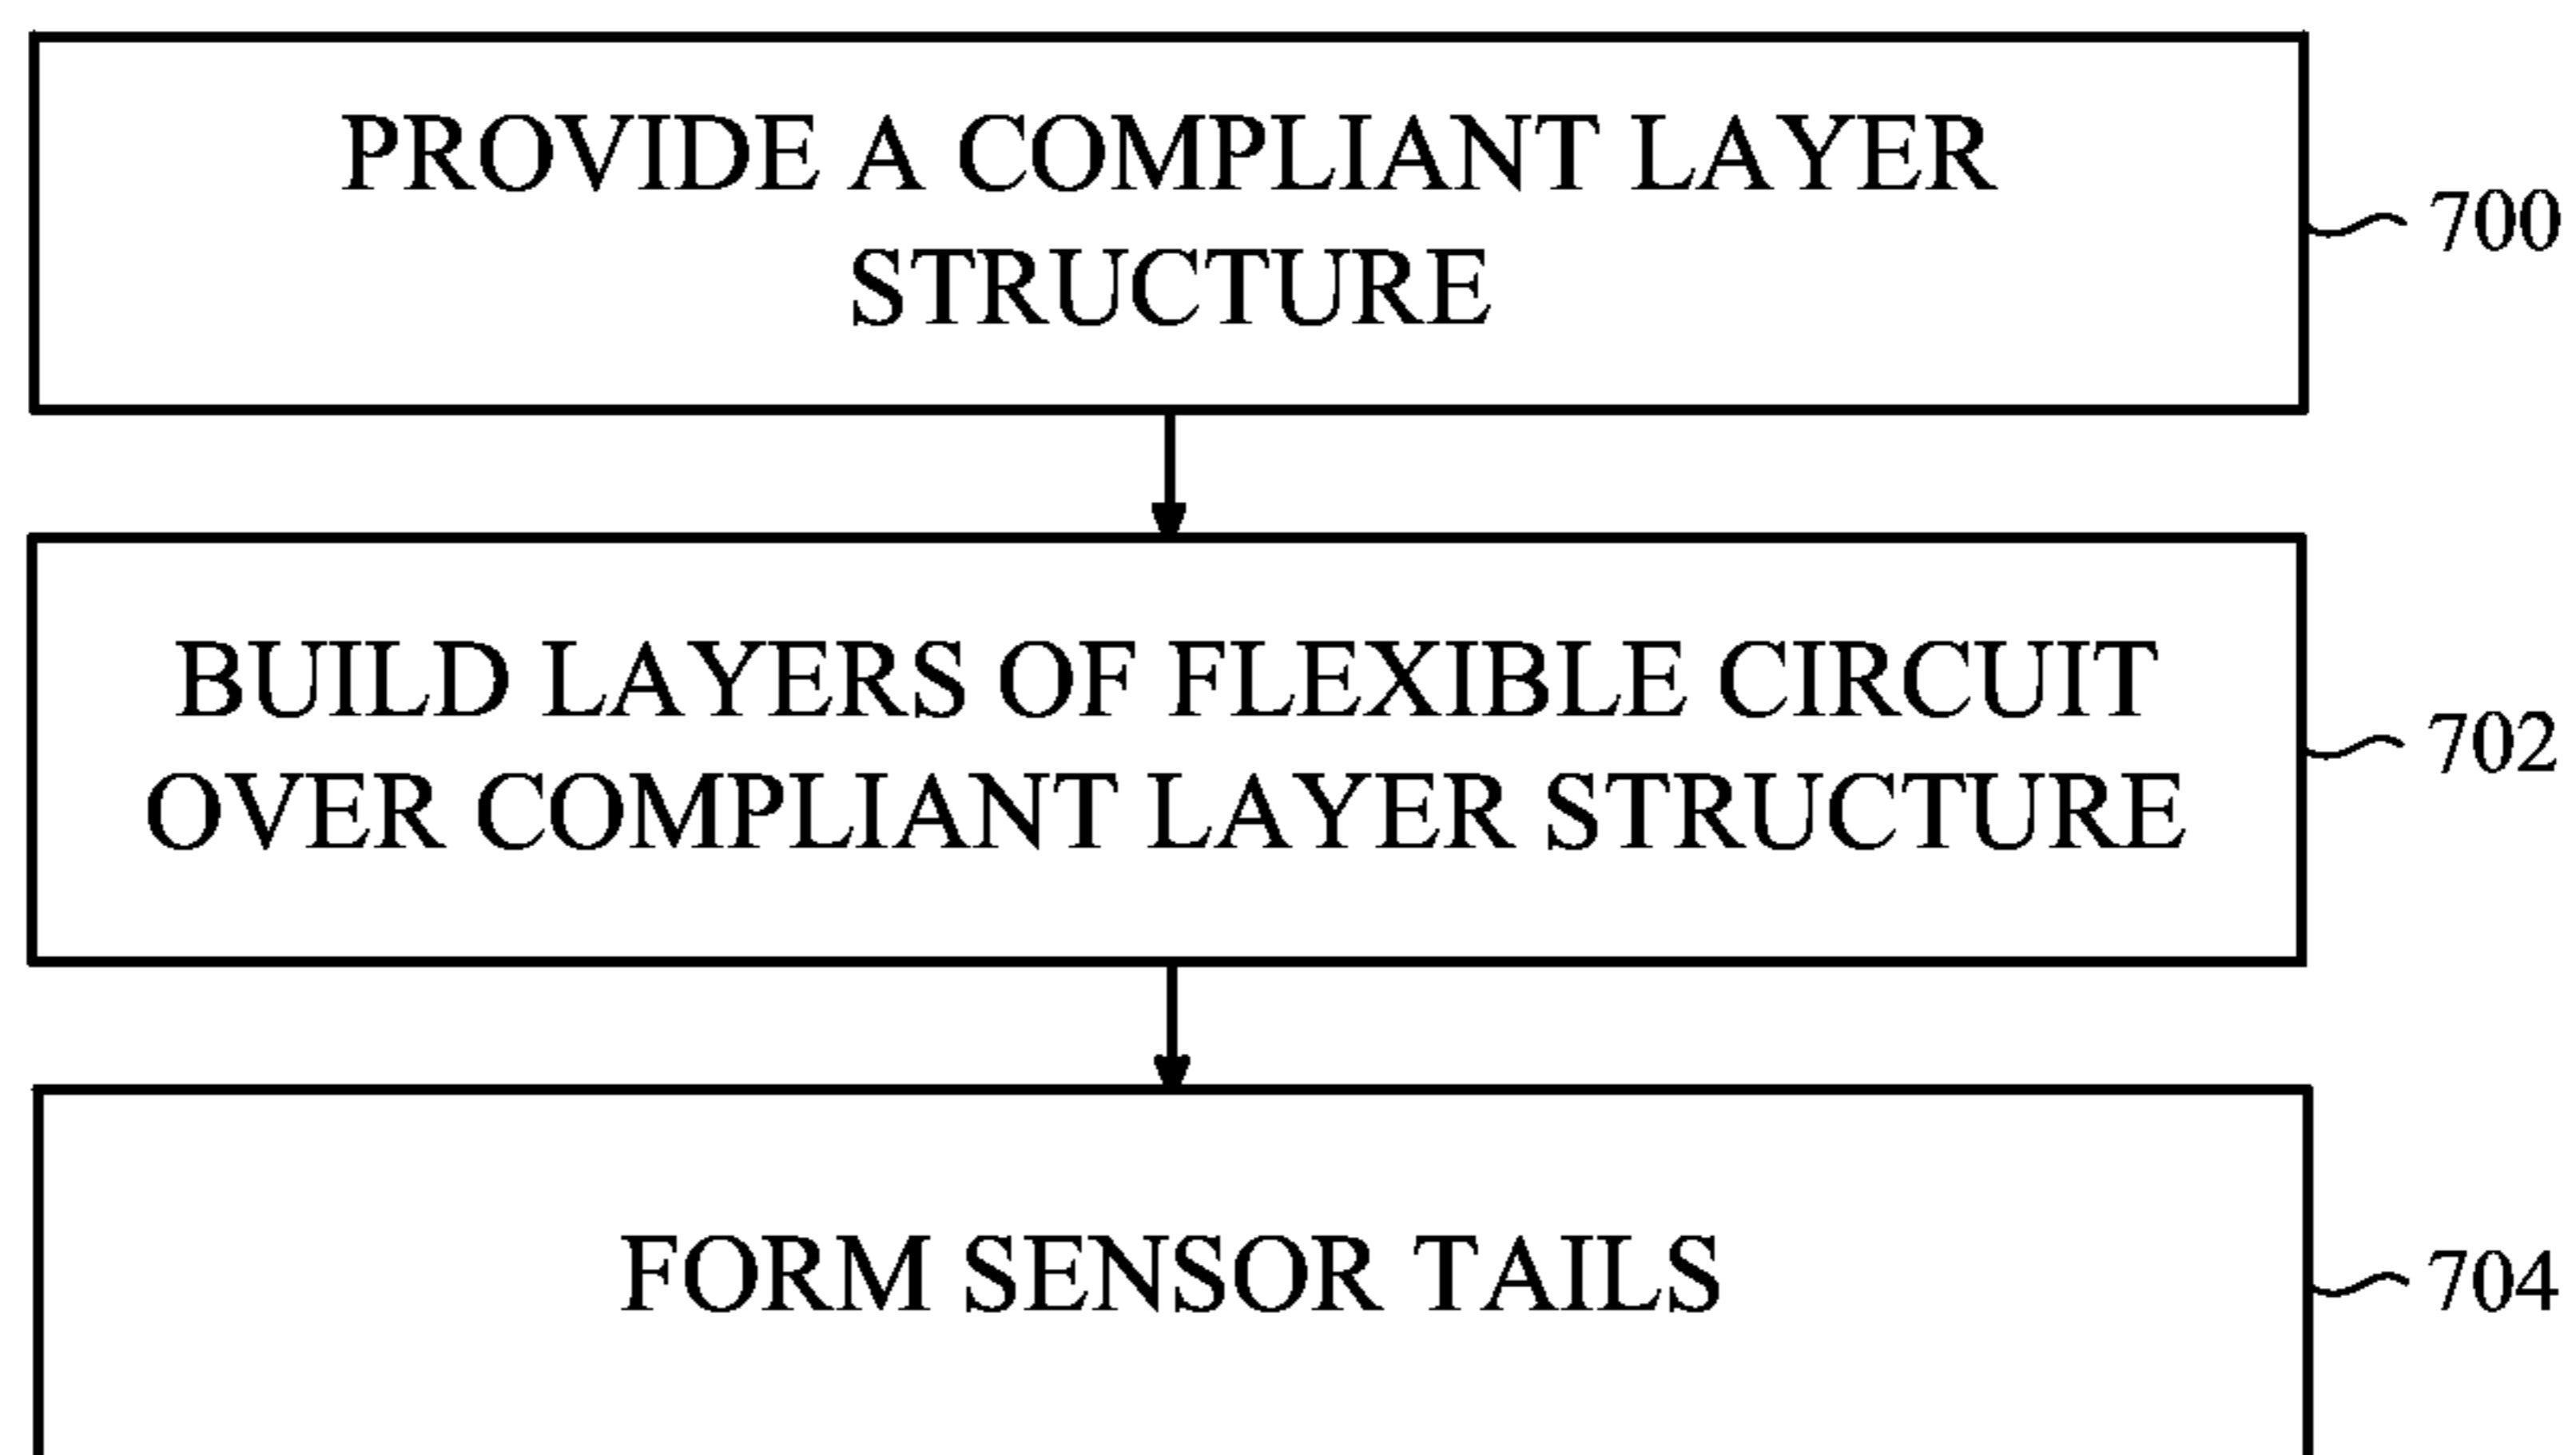 PROVIDE A COMPLIANT LAYER
STRUCTURE
700
BUILD LAYERS OF FLEXIBLE CIRCUIT
OVER COMPLIANT LAYER STRUCTURE
702
FORM SENSOR TAILS
704